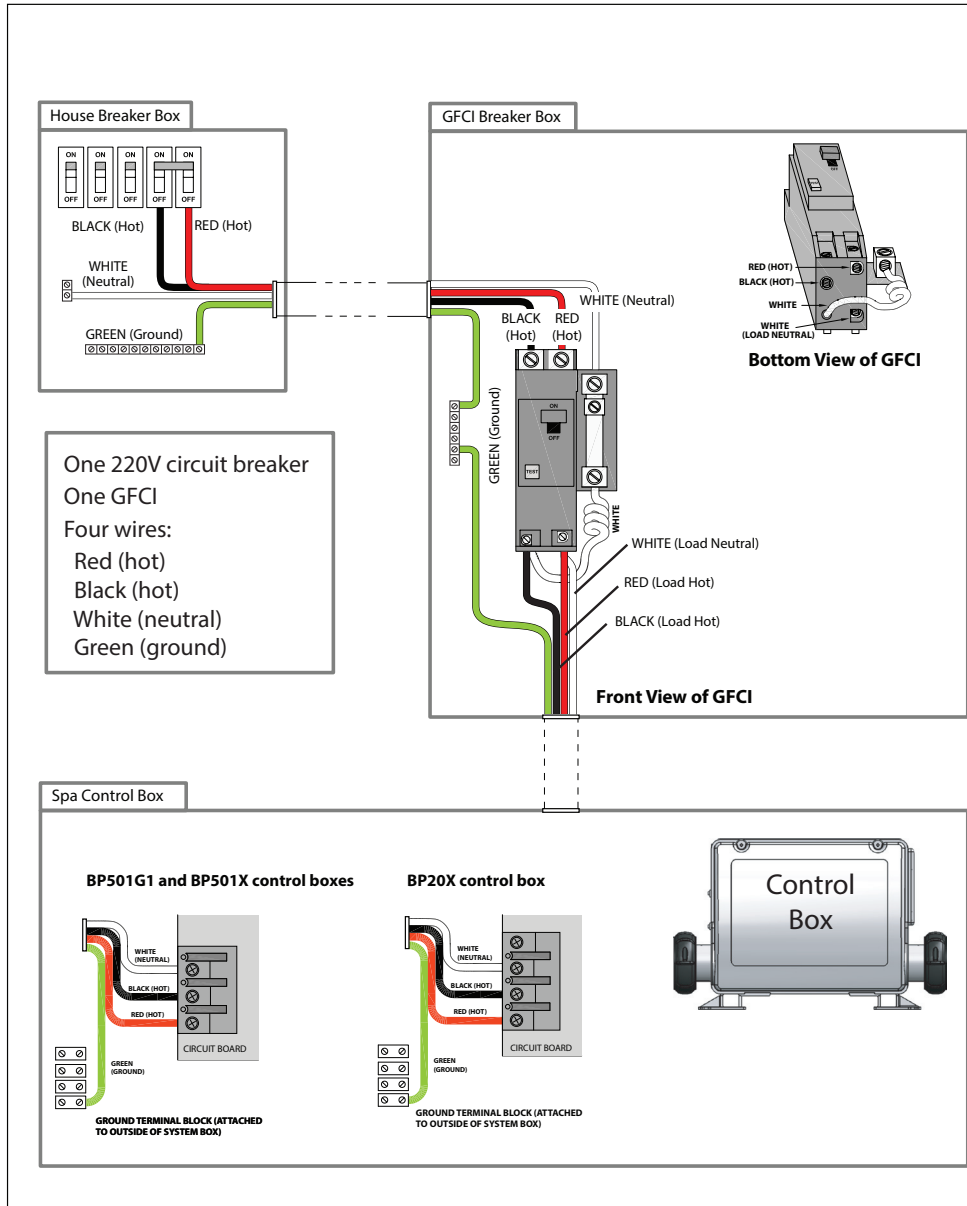 House Breaker Box
ON
ON
ON
ON
ON
OFF
OFF
OFF
OFF
OFF
BLACK (Hot)
RED (Hot)
WHITE
(Neutral)
GREEN (Ground)
GFCI Breaker Box
OFF
TEST
RED (HOT)
BLACK (HOT)
WHITE
WHITE
(LOAD NEUTRAL)
Bottom View of GFCI
WHITE (Neutral)
BLACK
(Hot)
RED
(Hot)
GREEN (Ground)
ON
OFF
TEST
WHITE
WHITE (Load Neutral)
RED (Load Hot)
BLACK (Load Hot)
Front View of GFCI
One 220V circuit breaker
One GFCI
Four wires:
Red (hot)
Black (hot)
White (neutral)
Green (ground)
Spa Control Box
BP501G1 and BP501X control boxes
WHITE
(NEUTRAL)
BLACK (HOT)
RED (HOT)
CIRCUIT BOARD
GREEN
(GROUND)
GROUND TERMINAL BLOCK (ATTACHED
TO OUTSIDE OF SYSTEM BOX)
BP20X control box
WHITE
(NEUTRAL)
BLACK (HOT)
RED (HOT)
CIRCUIT BOARD
GREEN
(GROUND)
GROUND TERMINAL BLOCK (ATTACHED
TO OUTSIDE OF SYSTEM BOX)
Control
Box